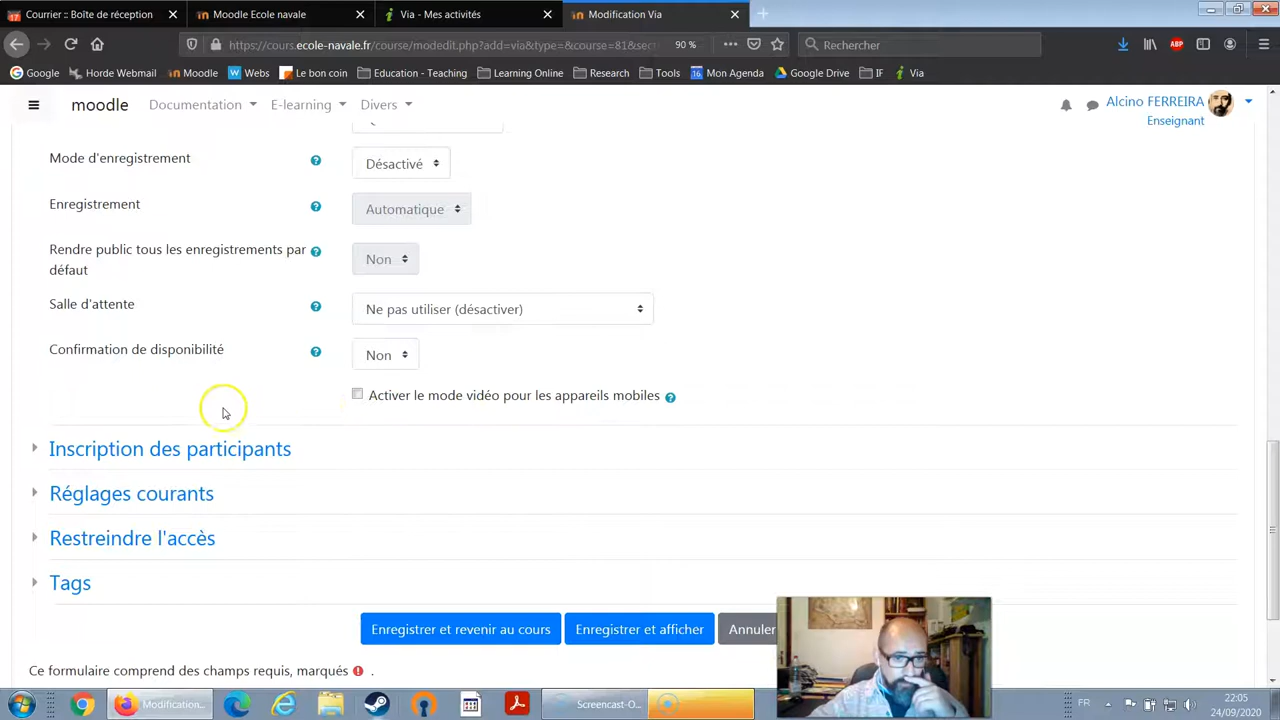 Courrier :: Boîte de réception
Moodle Ecole navale
Via - Mes activités
Modification Via
https://cours.ecole-navale.fr/course/modedit.php?add=via&type=&course=81&sect
90 %
Rechercher
ABP
Google
Horde Webmail
Moodle
Webs
Le bon coin
Education - Teaching
Learning Online
Research
Tools
Mon Agenda
Google Drive
IF
Via
moodle
Documentation
E-learning
Divers
Alcino FERREIRA
Enseignant
Mode d'enregistrement
Désactivé
Enregistrement
Automatique
Rendre public tous les enregistrements par
défaut
Non
Salle d'attente
Ne pas utiliser (désactiver)
Confirmation de disponibilité
Non
Activer le mode vidéo pour les appareils mobiles
Inscription des participants
Réglages courants
Restreindre l'accès
Tags
Enregistrer et revenir au cours
Enregistrer et afficher
Annuler
Ce formulaire comprend des champs requis, marqués .
Modification...
Screencast-O...
FR
22:05
24/09/2020